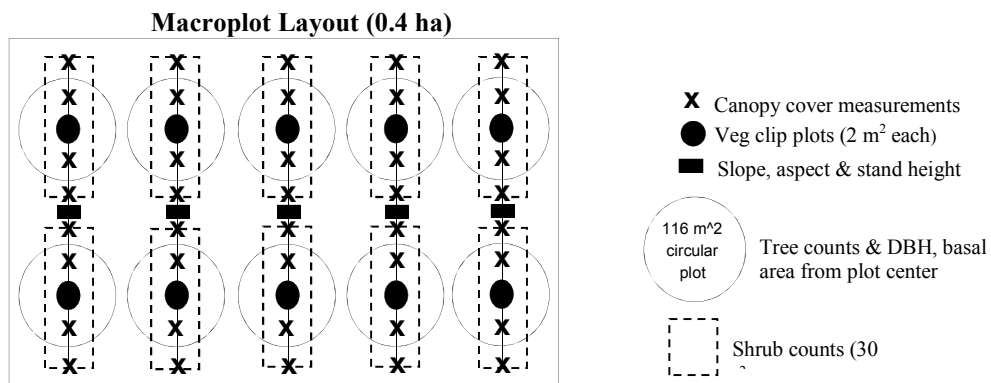 Macroplot Layout (0.4 ha)
X Canopy cover measurements
Veg clip plots (2 m² each)
Slope, aspect & stand height
116 m^2
circular
plot
Tree counts & DBH, basal
area from plot center
Shrub counts (30